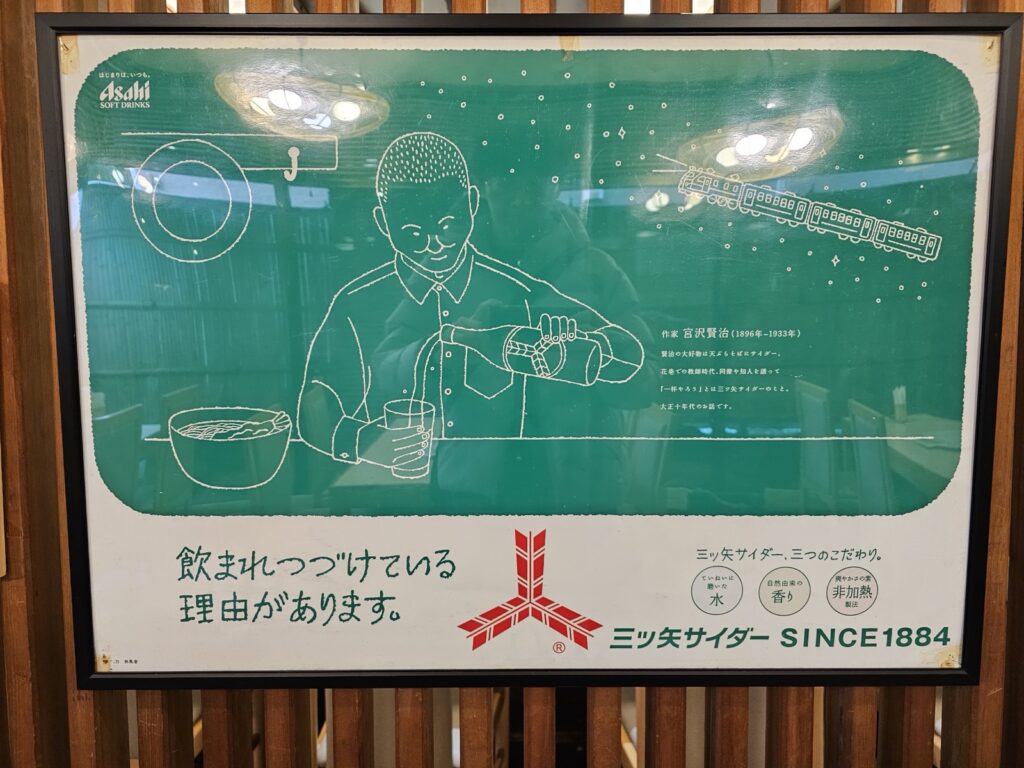 はじまりは、いつも。
Asahi
SOFT DRINKS
作家 宮沢賢治(1896年–1933年)
賢治の大好物は天ぷらそばにサイダー。
花巻での教師時代、同僚や知人を誘って
「一杯やろう」とは三ツ矢サイダーのこと。
大正十年代のお話です。
飲まれつづけている
理由があります。
三ッ矢サイダー、三つのこだわり。
ていねいに
磨いた
水
自然由来の
香り
爽やかさの素
非加熱
製法
®
三ツ矢サイダー SINCE1884